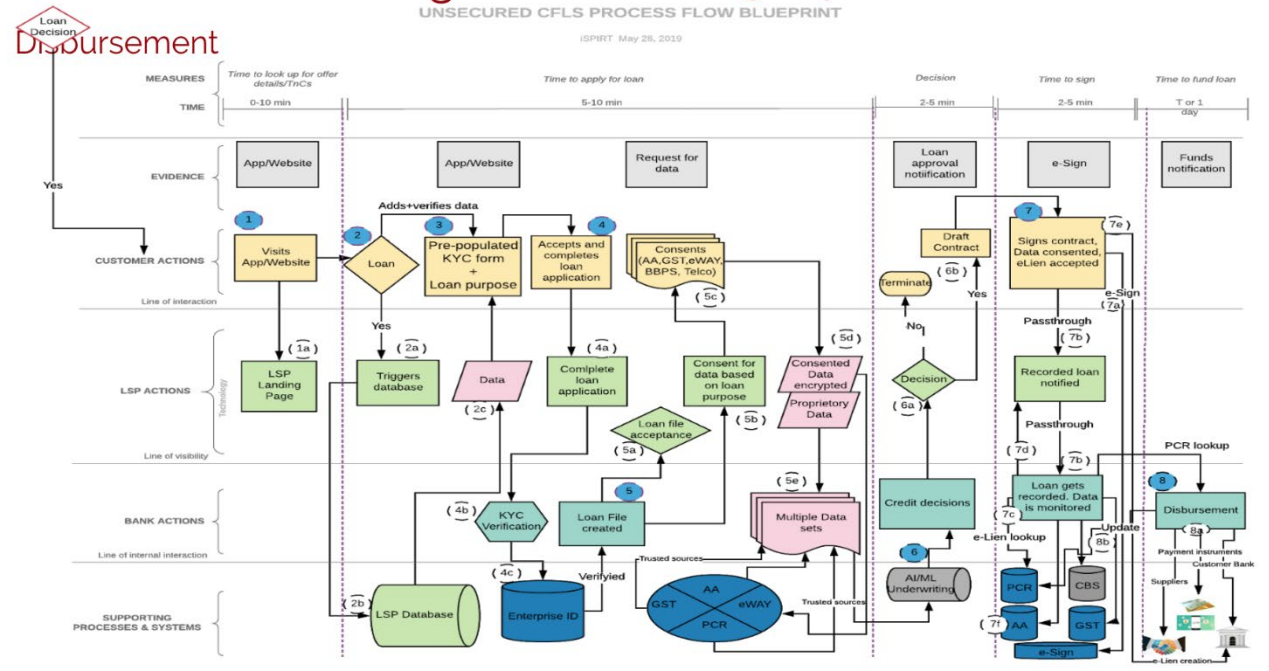 UNSECURED CFLS PROCESS FLOW BLUEPRINT
iSPIRT May 28, 2019
Loan
Decision
Disbursement
MEASURES
Time to look up for offer
details/TnCs
Time to apply for loan
Decision
Time to sign
Time to fund loan
TIME
0-10 min
5-10 min
2-5 min
2-5 min
T or 1
day
EVIDENCE
App/Website
App/Website
Request for
data
Loan
approval
notiification
e-Sign
Funds
notification
Yes
Adds+verifies data
CUSTOMER ACTIONS
1
Visits
App/Website
2
Loan
3
Pre-populated
KYC form
+
Loan purpose
4
Accepts and
completes
loan
application
Consents
(AA,GST,eWAY,
BBPS, Telco)
(5c)
Terminate
Draft
Contract
(6b)
7
Signs contract,
Data consented,
eLien accepted
(7e)
e-Sign
(7a)
Line of interaction
Yes
No
Yes
Passthrough
(7b)
LSP ACTIONS
Technology
(1a)
LSP
Landing
Page
(2a)
Triggers
database
Data
(2c)
(4a)
Comlplete
loan
application
Loan file
acceptance
(5a)
Consent for
data based
on loan
purpose
(5b)
(5d)
Consented
Data
encrypted
Proprietory
Data
Decision
(6a)
Recorded loan
notified
Passthrough
(7d)
(7b)
PCR lookup
Line of visibility
BANK ACTIONS
(4b)
KYC
Verification
5
Loan File
created
(5e)
Multiple Data
sets
Credit decisions
Loan gets
recorded. Data
is monitored
(7c)
e-Lien lookup
Update
(8b)
8
Disbursement
(8a)
Payment instruments
Customer Bank
Suppliers
Line of internal interaction
SUPPORTING
PROCESSES & SYSTEMS
(2b)
LSP Database
(4c)
Enterprise ID
Verifyied
Trusted sources
AA
GST
eWAY
PCR
Trusted sources
6
AI/ML
Underwriting
PCR
CBS
(7f)
AA
GST
e-Sign
e-Lien creation